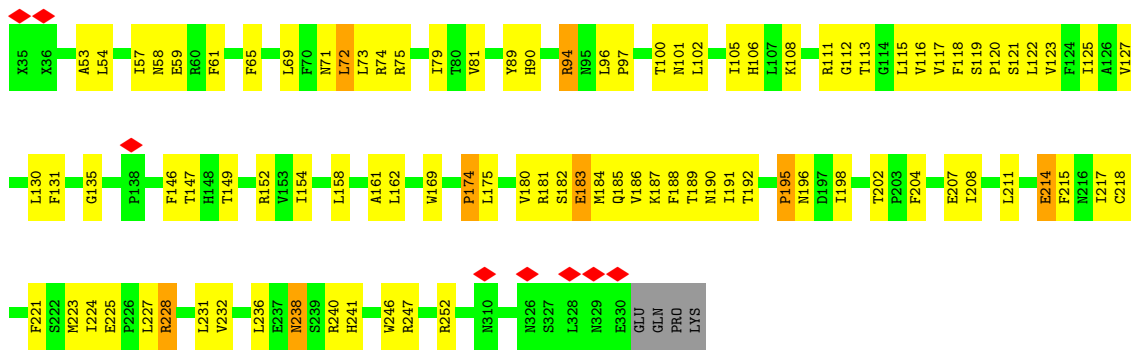 X35 X36 A53 L54 I57 N58 E59 R60 F61 F65 L69 F70 N71 L72 L73 R74 R75 I79 T80 V81 Y89 H90 R94 N95 L96 P97 T100 N101 L102 I105 H106 L107 K108 R111 G112 T113 G114 L115 V116 V117 F118 S119 P120 S121 L122 V123 F124 I125 A126 V127
L130 F131 G135 P138 F146 T147 H148 T149 R152 V153 I154 L158 A161 L162 W169 P174 L175 V180 R181 S182 E183 M184 Q185 V186 K187 F188 T189 N190 I191 T192 P195 N196 D197 I198 T202 P203 F204 E207 I208 L211 E214 F215 N216 I217 C218
F221 S222 M223 I224 E225 P226 L227 R228 L231 V232 L236 E237 N238 S239 R240 H241 W246 R247 R252 N310 N326 S327 L328 N329 E330 GLU GLN PRO LYS